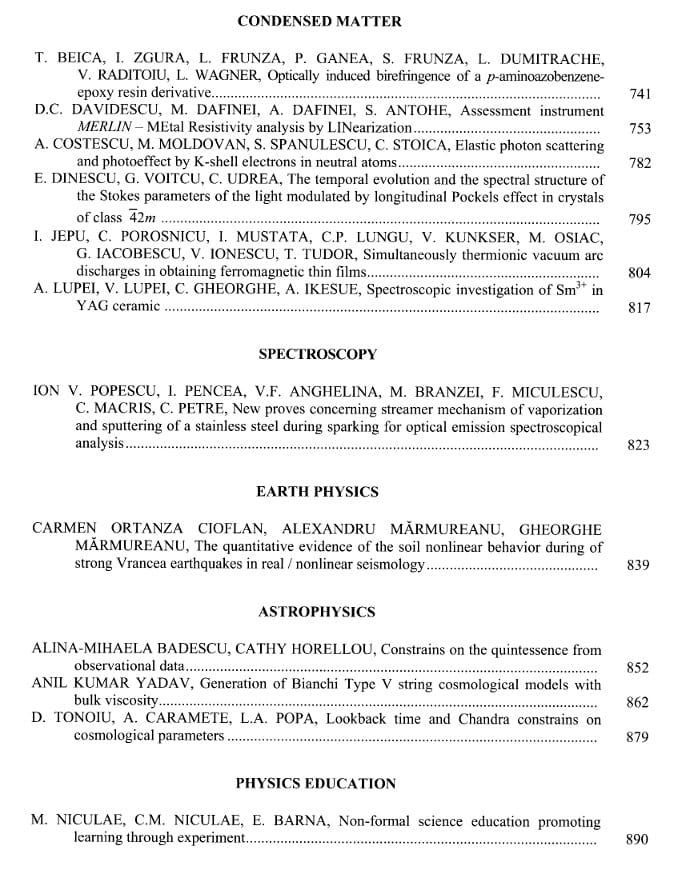 CONDENSED MATTER
T. BEICA, I. ZGURA, L. FRUNZA, P. GANEA, S. FRUNZA, L. DUMITRACHE,
V. RADITOIU, L. WAGNER, Optically induced birefringence of a p-aminoazobenzene-
epoxy resin derivative.................................................................................................... 741
D.C. DAVIDESCU, M. DAFINEI, A. DAFINEI, S. ANTOHE, Assessment instrument
MERLIN – MEtal Resistivity analysis by LINearization................................................ 753
A. COSTESCU, M. MOLDOVAN, S. SPANULESCU, C. STOICA, Elastic photon scattering
and photoeffect by K-shell electrons in neutral atoms.................................................... 782
E. DINESCU, G. VOITCU, C. UDREA, The temporal evolution and the spectral structure of
the Stokes parameters of the light modulated by longitudinal Pockels effect in crystals
of class 4̅2m ................................................................................................................ 795
I. JEPU, C. POROSNICU, I. MUSTATA, C.P. LUNGU, V. KUNKSER, M. OSIAC,
G. IACOBESCU, V. IONESCU, T. TUDOR, Simultaneously thermionic vacuum arc
discharges in obtaining ferromagnetic thin films............................................................ 804
A. LUPEI, V. LUPEI, C. GHEORGHE, A. IKESUE, Spectroscopic investigation of Sm³⁺ in
YAG ceramic ................................................................................................................ 817
SPECTROSCOPY
ION V. POPESCU, I. PENCEA, V.F. ANGHELINA, M. BRANZEI, F. MICULESCU,
C. MACRIS, C. PETRE, New proves concerning streamer mechanism of vaporization
and sputtering of a stainless steel during sparking for optical emission spectroscopical
analysis......................................................................................................................... 823
EARTH PHYSICS
CARMEN ORTANZA CIOFLAN, ALEXANDRU MĂRMUREANU, GHEORGHE
MĂRMUREANU, The quantitative evidence of the soil nonlinear behavior during of
strong Vrancea earthquakes in real / nonlinear seismology............................................ 839
ASTROPHYSICS
ALINA-MIHAELA BADESCU, CATHY HORELLOU, Constrains on the quintessence from
observational data.......................................................................................................... 852
ANIL KUMAR YADAV, Generation of Bianchi Type V string cosmological models with
bulk viscosity................................................................................................................ 862
D. TONOIU, A. CARAMETE, L.A. POPA, Lookback time and Chandra constrains on
cosmological parameters ............................................................................................... 879
PHYSICS EDUCATION
M. NICULAE, C.M. NICULAE, E. BARNA, Non-formal science education promoting
learning through experiment.......................................................................................... 890